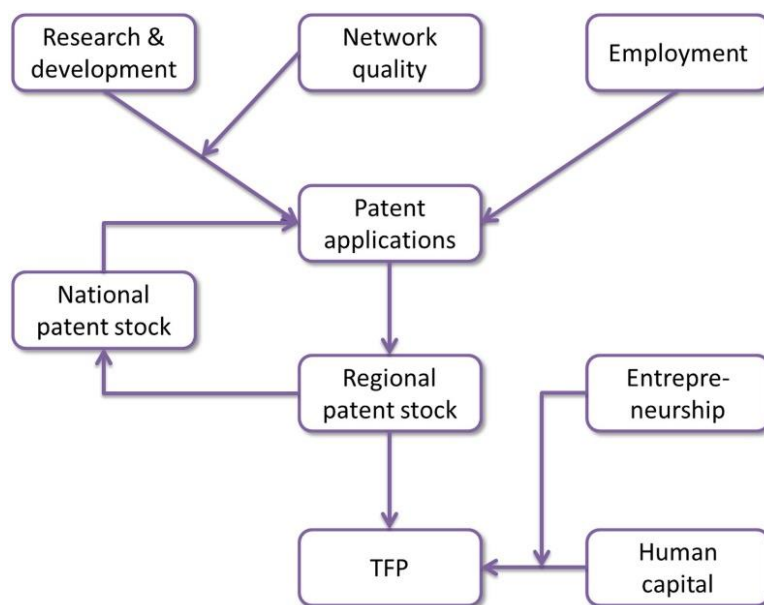 Research &
development
Network
quality
Employment
Patent
applications
National
patent stock
Regional
patent stock
Entrepre-
neurship
TFP
Human
capital